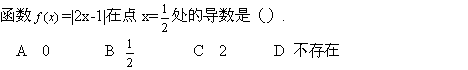 函数 f(x)=|2x-1|在点 x=1/2 处的导数是（）.
A 0 B 1/2 C 2 D 不存在